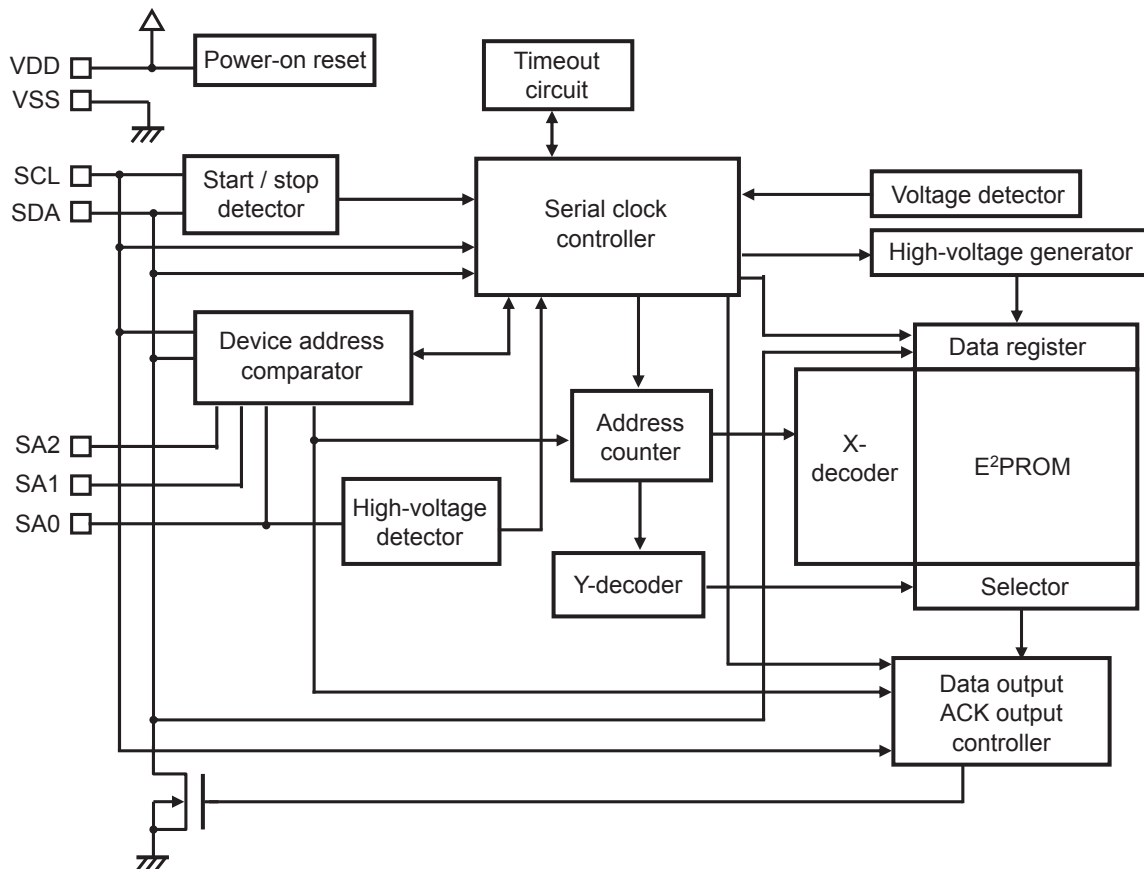 VDD
Power-on reset
VSS
Timeout
circuit
SCL
SDA
Start / stop
detector
Serial clock
controller
Voltage detector
High-voltage generator
Device address
comparator
Data register
SA2
SA1
SA0
Address
counter
X-
decoder
E²PROM
High-voltage
detector
Y-decoder
Selector
Data output
ACK output
controller